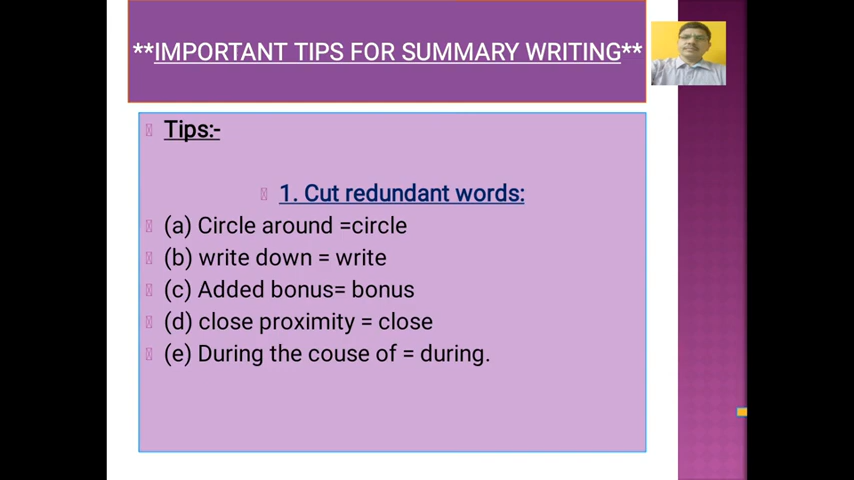 **IMPORTANT TIPS FOR SUMMARY WRITING**
Tips:-
1. Cut redundant words:
(a) Circle around =circle
(b) write down = write
(c) Added bonus= bonus
(d) close proximity = close
(e) During the couse of = during.